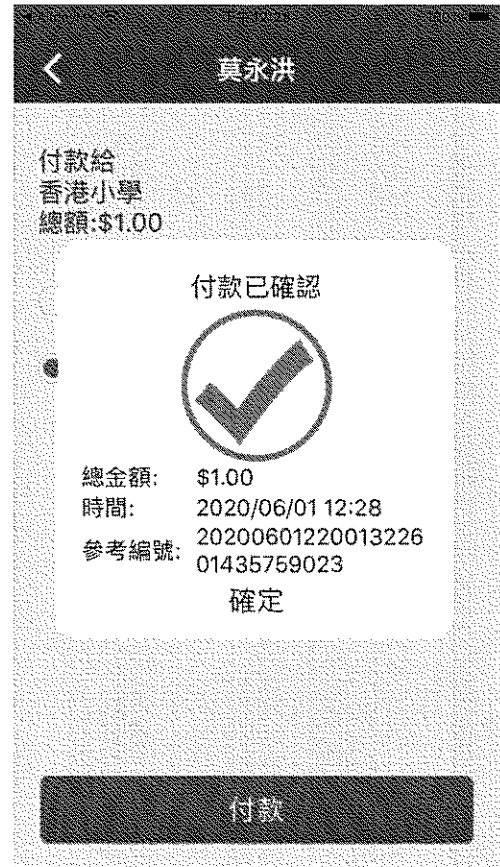 莫永洪
付款給
香港小學
總額:$1.00
付款已確認
總金額: $1.00
時間: 2020/06/01 12:28
參考編號: 20200601220013226
01435759023
確定
付款